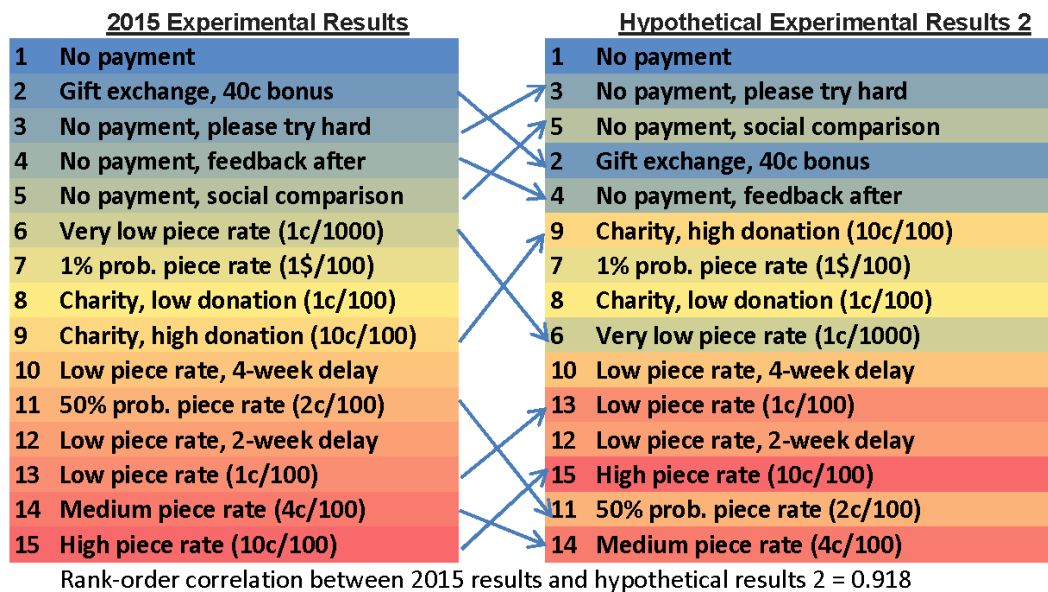 2015 Experimental Results
1 No payment
2 Gift exchange, 40c bonus
3 No payment, please try hard
4 No payment, feedback after
5 No payment, social comparison
6 Very low piece rate (1c/1000)
7 1% prob. piece rate (1$/100)
8 Charity, low donation (1c/100)
9 Charity, high donation (10c/100)
10 Low piece rate, 4-week delay
11 50% prob. piece rate (2c/100)
12 Low piece rate, 2-week delay
13 Low piece rate (1c/100)
14 Medium piece rate (4c/100)
15 High piece rate (10c/100)
Hypothetical Experimental Results 2
1 No payment
3 No payment, please try hard
5 No payment, social comparison
2 Gift exchange, 40c bonus
4 No payment, feedback after
9 Charity, high donation (10c/100)
7 1% prob. piece rate (1$/100)
8 Charity, low donation (1c/100)
6 Very low piece rate (1c/1000)
10 Low piece rate, 4-week delay
13 Low piece rate (1c/100)
12 Low piece rate, 2-week delay
15 High piece rate (10c/100)
11 50% prob. piece rate (2c/100)
14 Medium piece rate (4c/100)
Rank-order correlation between 2015 results and hypothetical results 2 = 0.918